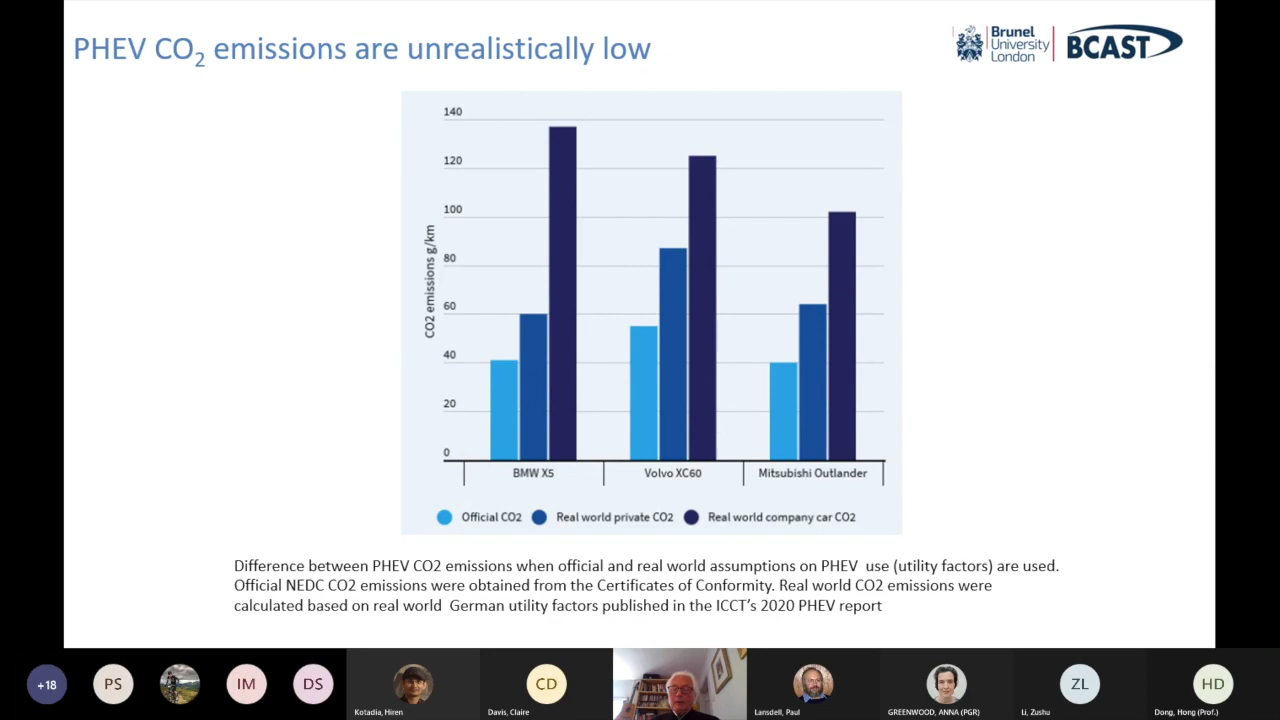 PHEV CO2 emissions are unrealistically low
Brunel
University
London
BCAST
140
120
100
80
60
40
20
0
CO2 emissions g/km
BMW X5
Volvo XC60
Mitsubishi Outlander
Official CO2
Real world private CO2
Real world company car CO2
Difference between PHEV CO2 emissions when official and real world assumptions on PHEV use (utility factors) are used.
Official NEDC CO2 emissions were obtained from the Certificates of Conformity. Real world CO2 emissions were
calculated based on real world German utility factors published in the ICCT's 2020 PHEV report
+18
PS
IM
DS
Kotadia, Hiren
CD
Davis, Claire
Lansdell, Paul
GREENWOOD, ANNA (PGR)
ZL
Li, Zushu
HD
Dong, Hong (Prof.)